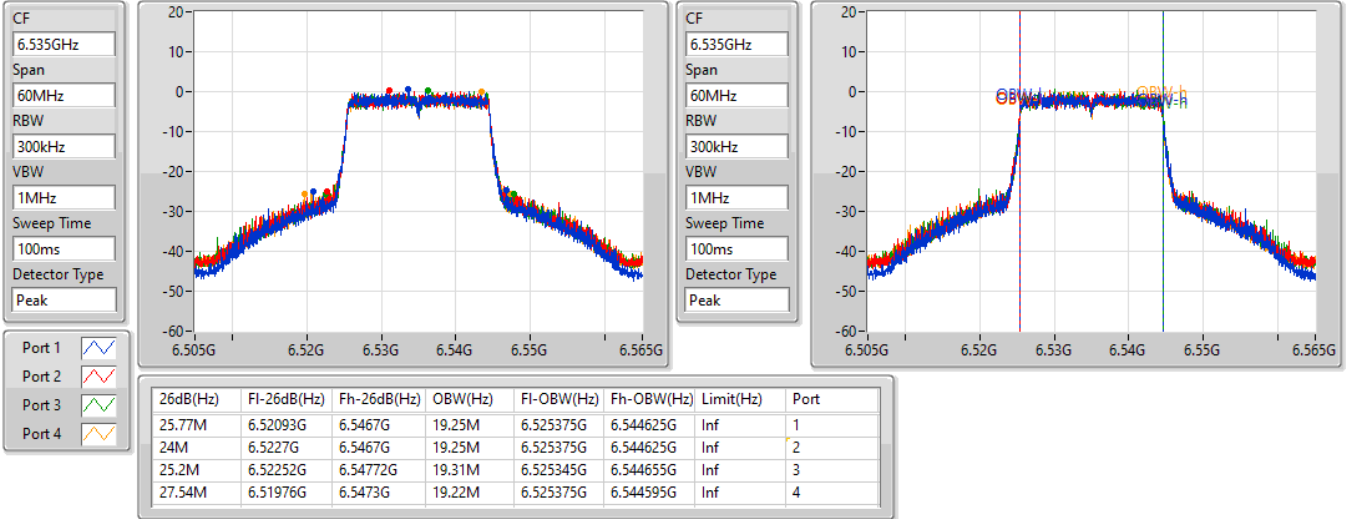 CF
6.535GHz
Span
60MHz
RBW
300kHz
VBW
1MHz
Sweep Time
100ms
Detector Type
Peak
20
10
0
-10
-20
-30
-40
-50
-60
6.505G 6.52G 6.53G 6.54G 6.55G 6.565G
CF
6.535GHz
Span
60MHz
RBW
300kHz
VBW
1MHz
Sweep Time
100ms
Detector Type
Peak
20
10
0
-10
-20
-30
-40
-50
-60
OBW-h
OBW-h
6.505G 6.52G 6.53G 6.54G 6.55G 6.565G
Port 1
Port 2
Port 3
Port 4
26dB(Hz) Fl-26dB(Hz) Fh-26dB(Hz) OBW(Hz) Fl-OBW(Hz) Fh-OBW(Hz) Limit(Hz) Port
25.77M 6.52093G 6.5467G 19.25M 6.525375G 6.544625G Inf 1
24M 6.5227G 6.5467G 19.25M 6.525375G 6.544625G Inf 2
25.2M 6.52252G 6.54772G 19.31M 6.525345G 6.544655G Inf 3
27.54M 6.51976G 6.5473G 19.22M 6.525375G 6.544595G Inf 4